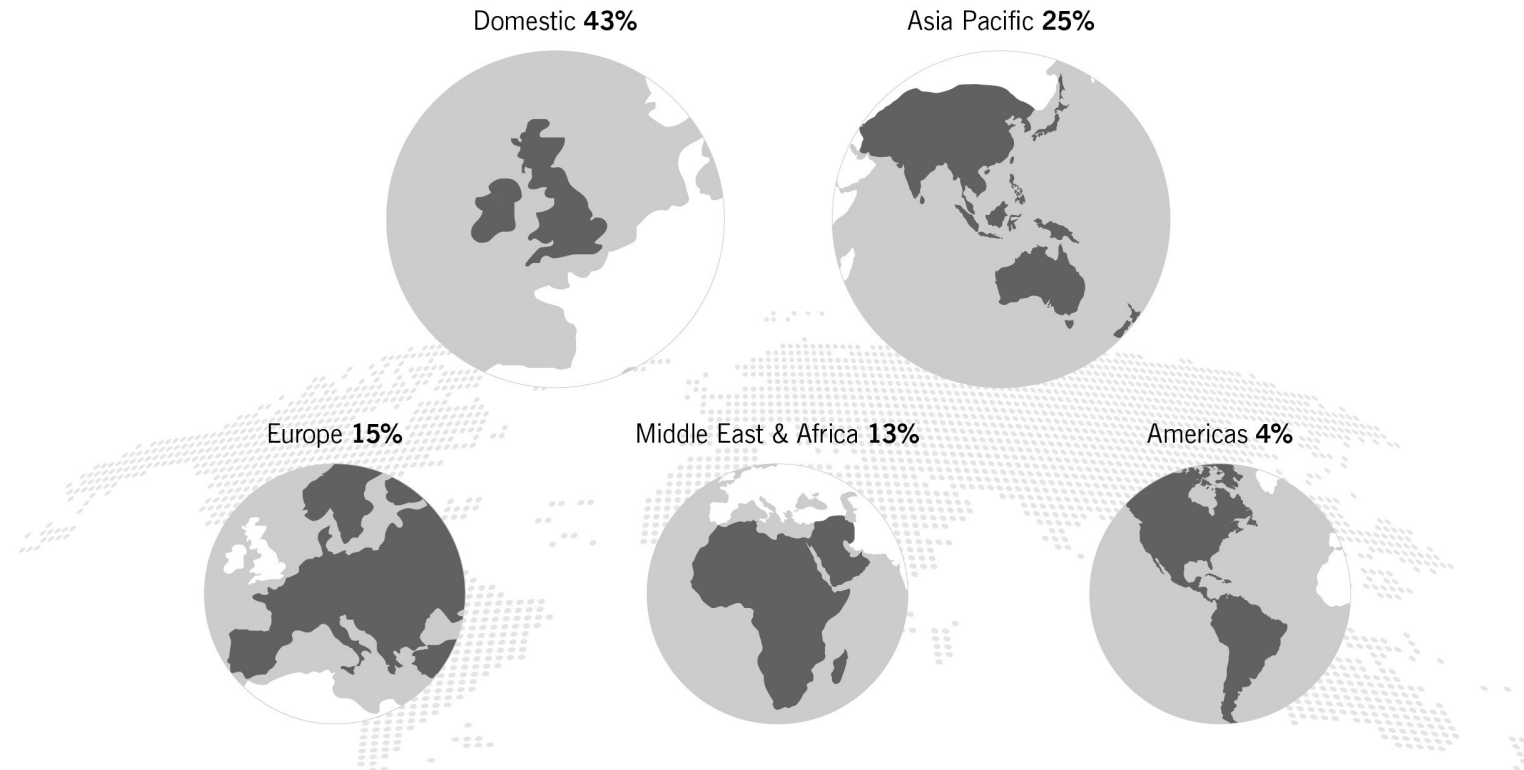 Domestic 43%
Asia Pacific 25%
Europe 15%
Middle East & Africa 13%
Americas 4%